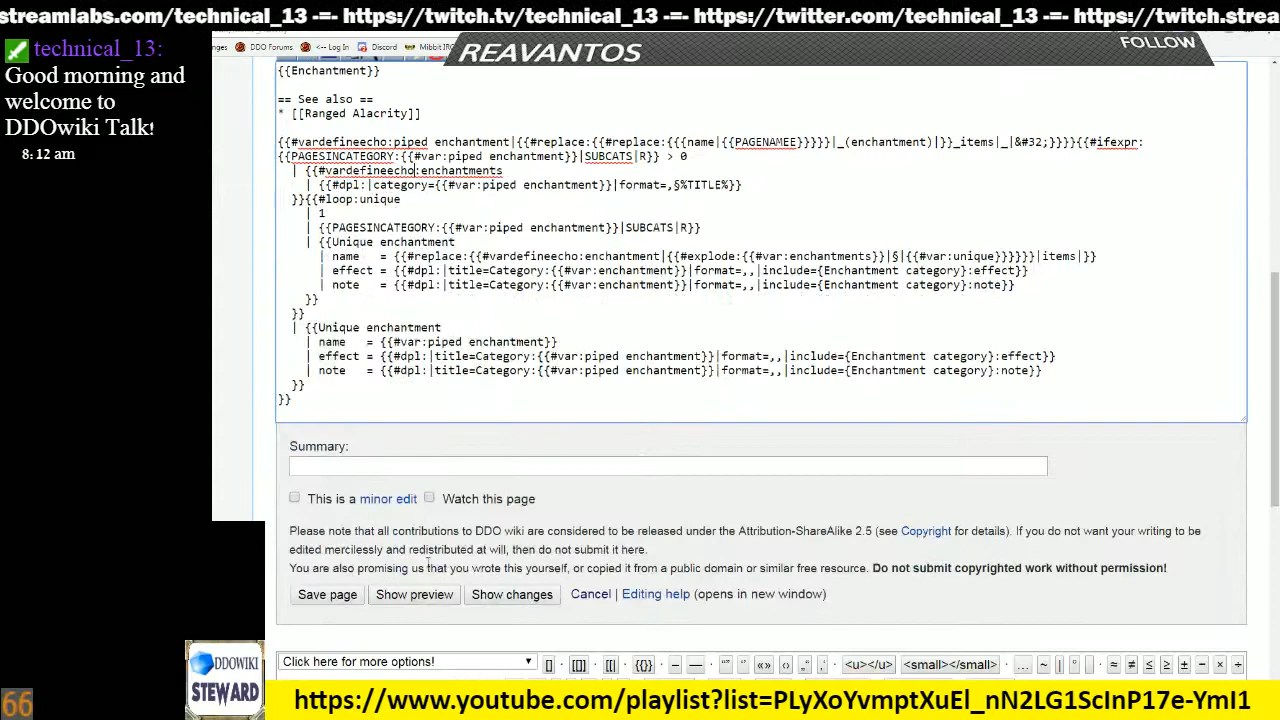 streamlabs.com/technical_13 -=- https://twitch.tv/technical_13 -=- https://twitter.com/technical_13 -=- https://twitch.stream
technical_13:
Good morning and
welcome to
DDOwiki Talk!
8:12 am
nges DDO Forums <-- Log In Discord Mibbit IRC
REAVANTOS
FOLLOW
{{Enchantment}}
== See also ==
* [[Ranged Alacrity]]
{{#vardefineecho:piped enchantment|{{#replace:{{#replace:{{{name|{{PAGENAMEE}}}}}|_(enchantment)|}}_items|_|&#32;}}}}{{#ifexpr:
{{PAGESINCATEGORY:{{#var:piped enchantment}}|SUBCATS|R}} > 0
| {{#vardefineecho:enchantments
| {{#dpl:|category={{#var:piped enchantment}}|format=,§%TITLE%}}
}}{{#loop:unique
| 1
| {{PAGESINCATEGORY:{{#var:piped enchantment}}|SUBCATS|R}}
| {{Unique enchantment
| name = {{#replace:{{#vardefineecho:enchantment|{{#explode:{{#var:enchantments}}|§|{{#var:unique}}}}}}|items|}}
| effect = {{#dpl:|title=Category:{{#var:enchantment}}|format=,,|include={Enchantment category}:effect}}
| note = {{#dpl:|title=Category:{{#var:enchantment}}|format=,,|include={Enchantment category}:note}}
}}
}}
| {{Unique enchantment
| name = {{#var:piped enchantment}}
| effect = {{#dpl:|title=Category:{{#var:piped enchantment}}|format=,,|include={Enchantment category}:effect}}
| note = {{#dpl:|title=Category:{{#var:piped enchantment}}|format=,,|include={Enchantment category}:note}}
}}
}}
Summary:
This is a minor edit Watch this page
Please note that all contributions to DDO wiki are considered to be released under the Attribution-ShareAlike 2.5 (see Copyright for details). If you do not want your writing to be
edited mercilessly and redistributed at will, then do not submit it here.
You are also promising us that you wrote this yourself, or copied it from a public domain or similar free resource. Do not submit copyrighted work without permission!
Save page Show preview Show changes Cancel | Editing help (opens in new window)
Click here for more options! [] · [[]] · [[| · {{}} · – · — · “” · ‘’ · «» · ‹› · „“ · ‚‘ · <u></u> · <small></small> · … · ~ · | · ° · · ≈ · ≠ · ≤ · ≥ · ± · − · × · ÷
DDOWIKI
STEWARD
66
https://www.youtube.com/playlist?list=PLyXoYvmptXuEl_nN2LG1ScInP17e-YmI1